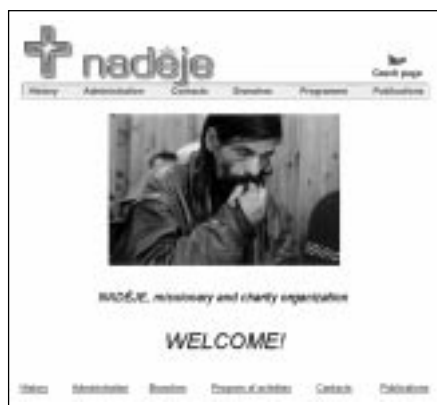 naděje
Czech page
History Administration Contacts Branches Programme Publications
NADĚJE, missionary and charity organization
WELCOME!
History Administration Branches Program of activities Contacts Publications